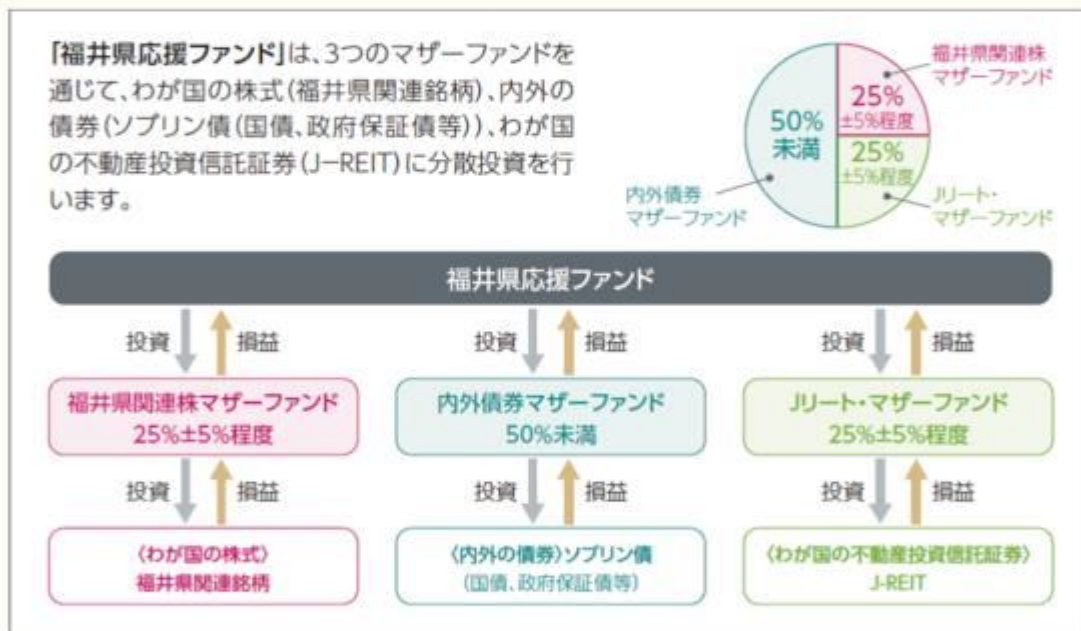 「福井県応援ファンド」は、3つのマザーファンドを
通じて、わが国の株式(福井県関連銘柄)、内外の
債券(ソブリン債(国債、政府保証債等))、わが国
の不動産投資信託証券(J−REIT)に分散投資を行
います。
福井県関連株
マザーファンド
25%
±5%程度
50%
未満
25%
±5%程度
内外債券
マザーファンド
Jリート・
マザーファンド
福井県応援ファンド
投資 損益 投資 損益 投資 損益
福井県関連株マザーファンド
25%±5%程度
内外債券マザーファンド
50%未満
Jリート・マザーファンド
25%±5%程度
投資 損益 投資 損益 投資 損益
〈わが国の株式〉
福井県関連銘柄
〈内外の債券〉ソブリン債
(国債、政府保証債等)
〈わが国の不動産投資信託証券〉
J-REIT